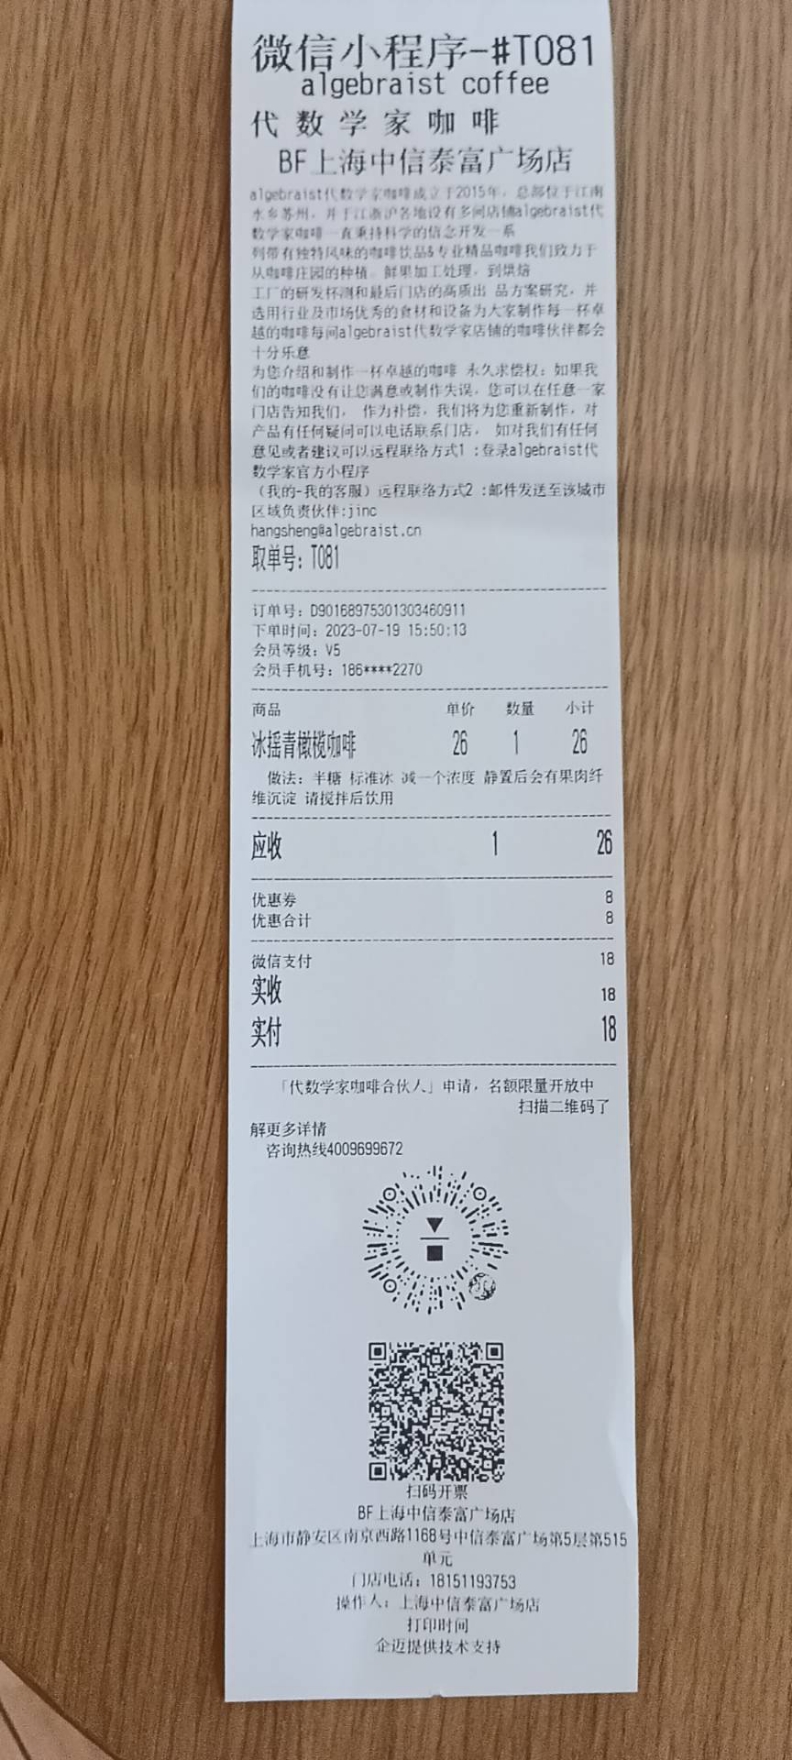 微信小程序-#T081
algebraist coffee
代数学家咖啡
BF上海中信泰富广场店
algebraist代数学家咖啡成立于2015年，总部位于江南
水乡苏州，并于江浙沪各地设有多间店铺algebraist代
数学家咖啡一直秉持科学的信念开发一系
列带有独特风味的咖啡饮品&专业精品咖啡我们致力于
从咖啡庄园的种植、鲜果加工处理，到烘焙
工厂的研发杯测和最后门店的高质出 品方案研究，并
选用行业及市场优秀的食材和设备为大家制作每一杯卓
越的咖啡每间algebraist代数学家店铺的咖啡伙伴都会
十分乐意
为您介绍和制作一杯卓越的咖啡 永久求偿权：如果我
们的咖啡没有让您满意或制作失误，您可以在任意一家
门店告知我们， 作为补偿，我们将为您重新制作，对
产品有任何疑问可以电话联系门店， 如对我们有任何
意见或者建议可以远程联络方式1 :登录algebraist代
数学家官方小程序
（我的-我的客服）远程联络方式2 :邮件发送至该城市
区域负责伙伴:jinc
hangsheng@algebraist.cn
取单号：T081
订单号：D90168975301303460911
下单时间：2023-07-19 15:50:13
会员等级：V5
会员手机号：186****2270
商品 单价 数量 小计
冰摇青橄榄咖啡 26 1 26
做法：半糖 标准冰 减一个浓度 静置后会有果肉纤
维沉淀 请搅拌后饮用
应收 1 26
优惠券 8
优惠合计 8
微信支付 18
实收 18
实付 18
「代数学家咖啡合伙人」申请，名额限量开放中
扫描二维码了
解更多详情
咨询热线4009699672
扫码开票
BF上海中信泰富广场店
上海市静安区南京西路1168号中信泰富广场第5层第515
单元
门店电话：18151193753
操作人：上海中信泰富广场店
打印时间
企迈提供技术支持